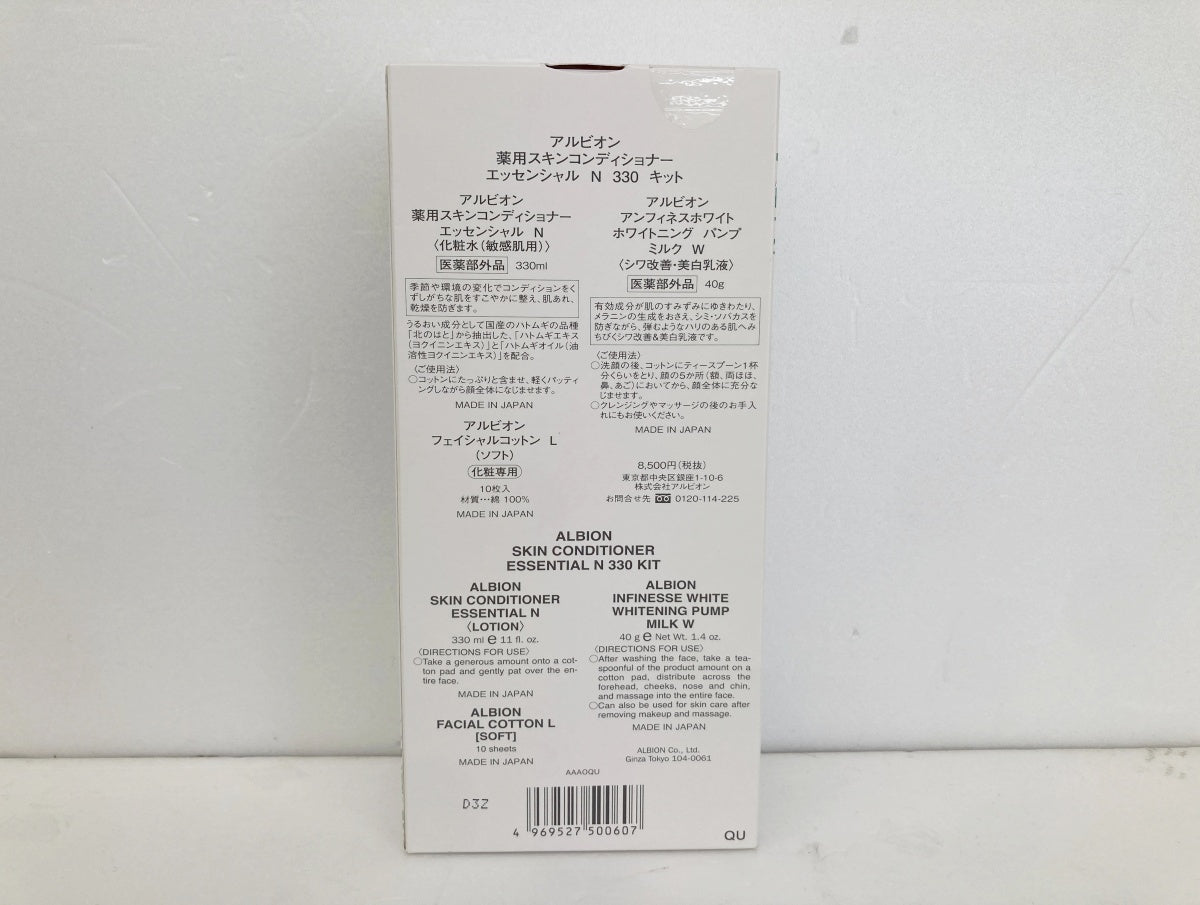 アルビオン
薬用スキンコンディショナー
エッセンシャル N 330 キット
アルビオン
薬用スキンコンディショナー
エッセンシャル N
〈化粧水(敏感肌用)〉
医薬部外品 330ml
季節や環境の変化でコンディションをく
ずしがちな肌をすこやかに整え、肌あれ、
乾燥を防ぎます。
うるおい成分として国産のハトムギの品種
「北のはと」から抽出した、「ハトムギエキス
(ヨクイニンエキス)」と「ハトムギオイル(油
溶性ヨクイニンエキス)」を配合。
〈ご使用法〉
○コットンにたっぷりと含ませ、軽くパッティ
ングしながら顔全体になじませます。
MADE IN JAPAN
アルビオン
フェイシャルコットン L
(ソフト)
化粧専用
10枚入
材質…綿 100%
MADE IN JAPAN
アルビオン
アンフィネスホワイト
ホワイトニング パンプ
ミルク W
〈シワ改善・美白乳液〉
医薬部外品 40g
有効成分が肌のすみずみにゆきわたり、
メラニンの生成をおさえ、シミ・ソバカスを
防ぎながら、弾むようなハリのある肌へみ
ちびくシワ改善&美白乳液です。
〈ご使用法〉
○洗顔の後、コットンにティースプーン1杯
分くらいをとり、顔の5か所(額、両ほほ、
鼻、あご)においてから、顔全体に充分な
じませます。
○クレンジングやマッサージの後のお手入
れにもお使いください。
MADE IN JAPAN
8,500円(税抜)
東京都中央区銀座1-10-6
株式会社アルビオン
お問合せ先 0120-114-225
ALBION
SKIN CONDITIONER
ESSENTIAL N 330 KIT
ALBION
SKIN CONDITIONER
ESSENTIAL N
〈LOTION〉
330 ml e 11 fl. oz.
〈DIRECTIONS FOR USE〉
○Take a generous amount onto a cot-
ton pad and gently pat over the en-
tire face.
MADE IN JAPAN
ALBION
FACIAL COTTON L
[SOFT]
10 sheets
MADE IN JAPAN
ALBION
INFINESSE WHITE
WHITENING PUMP
MILK W
40 g e Net Wt. 1.4 oz.
〈DIRECTIONS FOR USE〉
○After washing the face, take a tea-
spoonful of the product amount on a
cotton pad, distribute across the
forehead, cheeks, nose and chin,
and massage into the entire face.
○Can also be used for skin care after
removing makeup and massage.
MADE IN JAPAN
ALBION Co., Ltd.
Ginza Tokyo 104-0061
AAAOQU
D3Z
4 969527 500607
QU